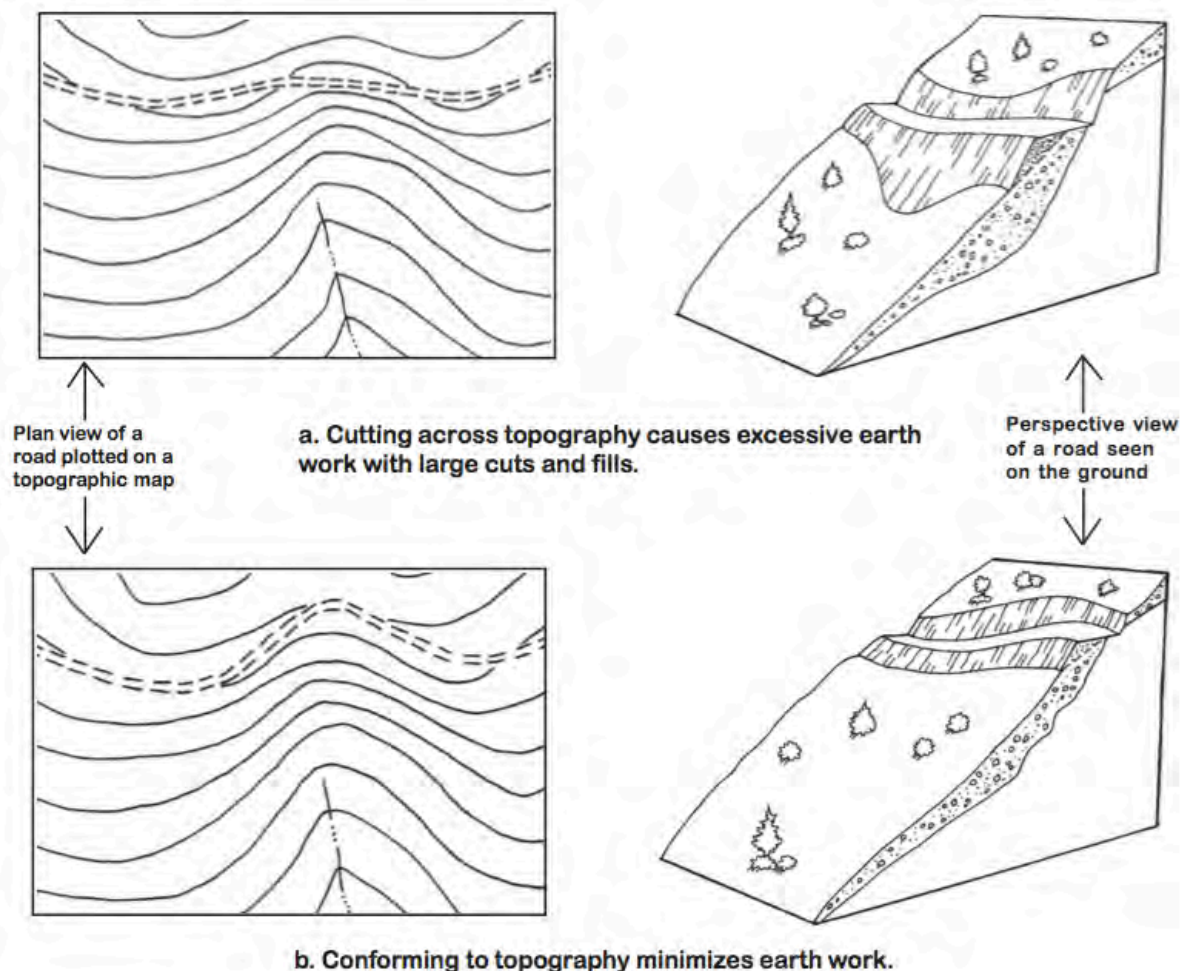 Plan view of a
road plotted on a
topographic map
a. Cutting across topography causes excessive earth
work with large cuts and fills.
Perspective view
of a road seen
on the ground
b. Conforming to topography minimizes earth work.